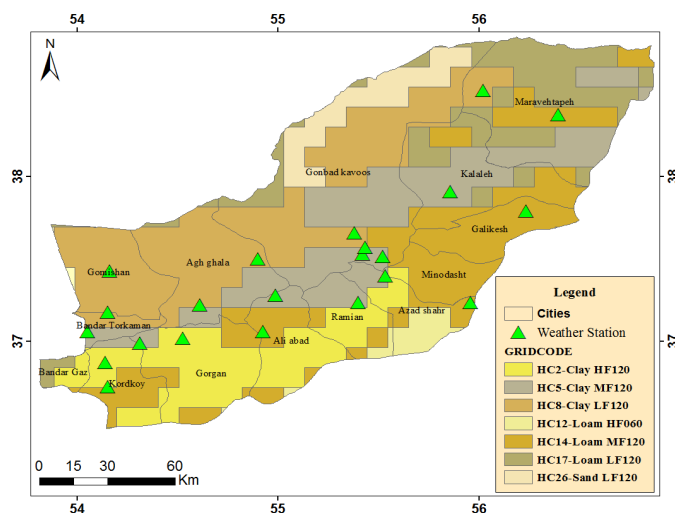 54 55 56
N
Maravehtapeh
38 38
Gonbad kavoos
Kalaleh
Galikesh
Agh ghala
Gomishan
Minodasht
Ramian
Azad shahr
Bandar Torkaman
37 37
Ali abad
Bandar Gaz
Gorgan
Kordkoy
Legend
Cities
Weather Station
GRIDCODE
HC2-Clay HF120
HC5-Clay MF120
HC8-Clay LF120
HC12-Loam HF060
HC14-Loam MF120
HC17-Loam LF120
HC26-Sand LF120
0 15 30 60
Km
54 55 56